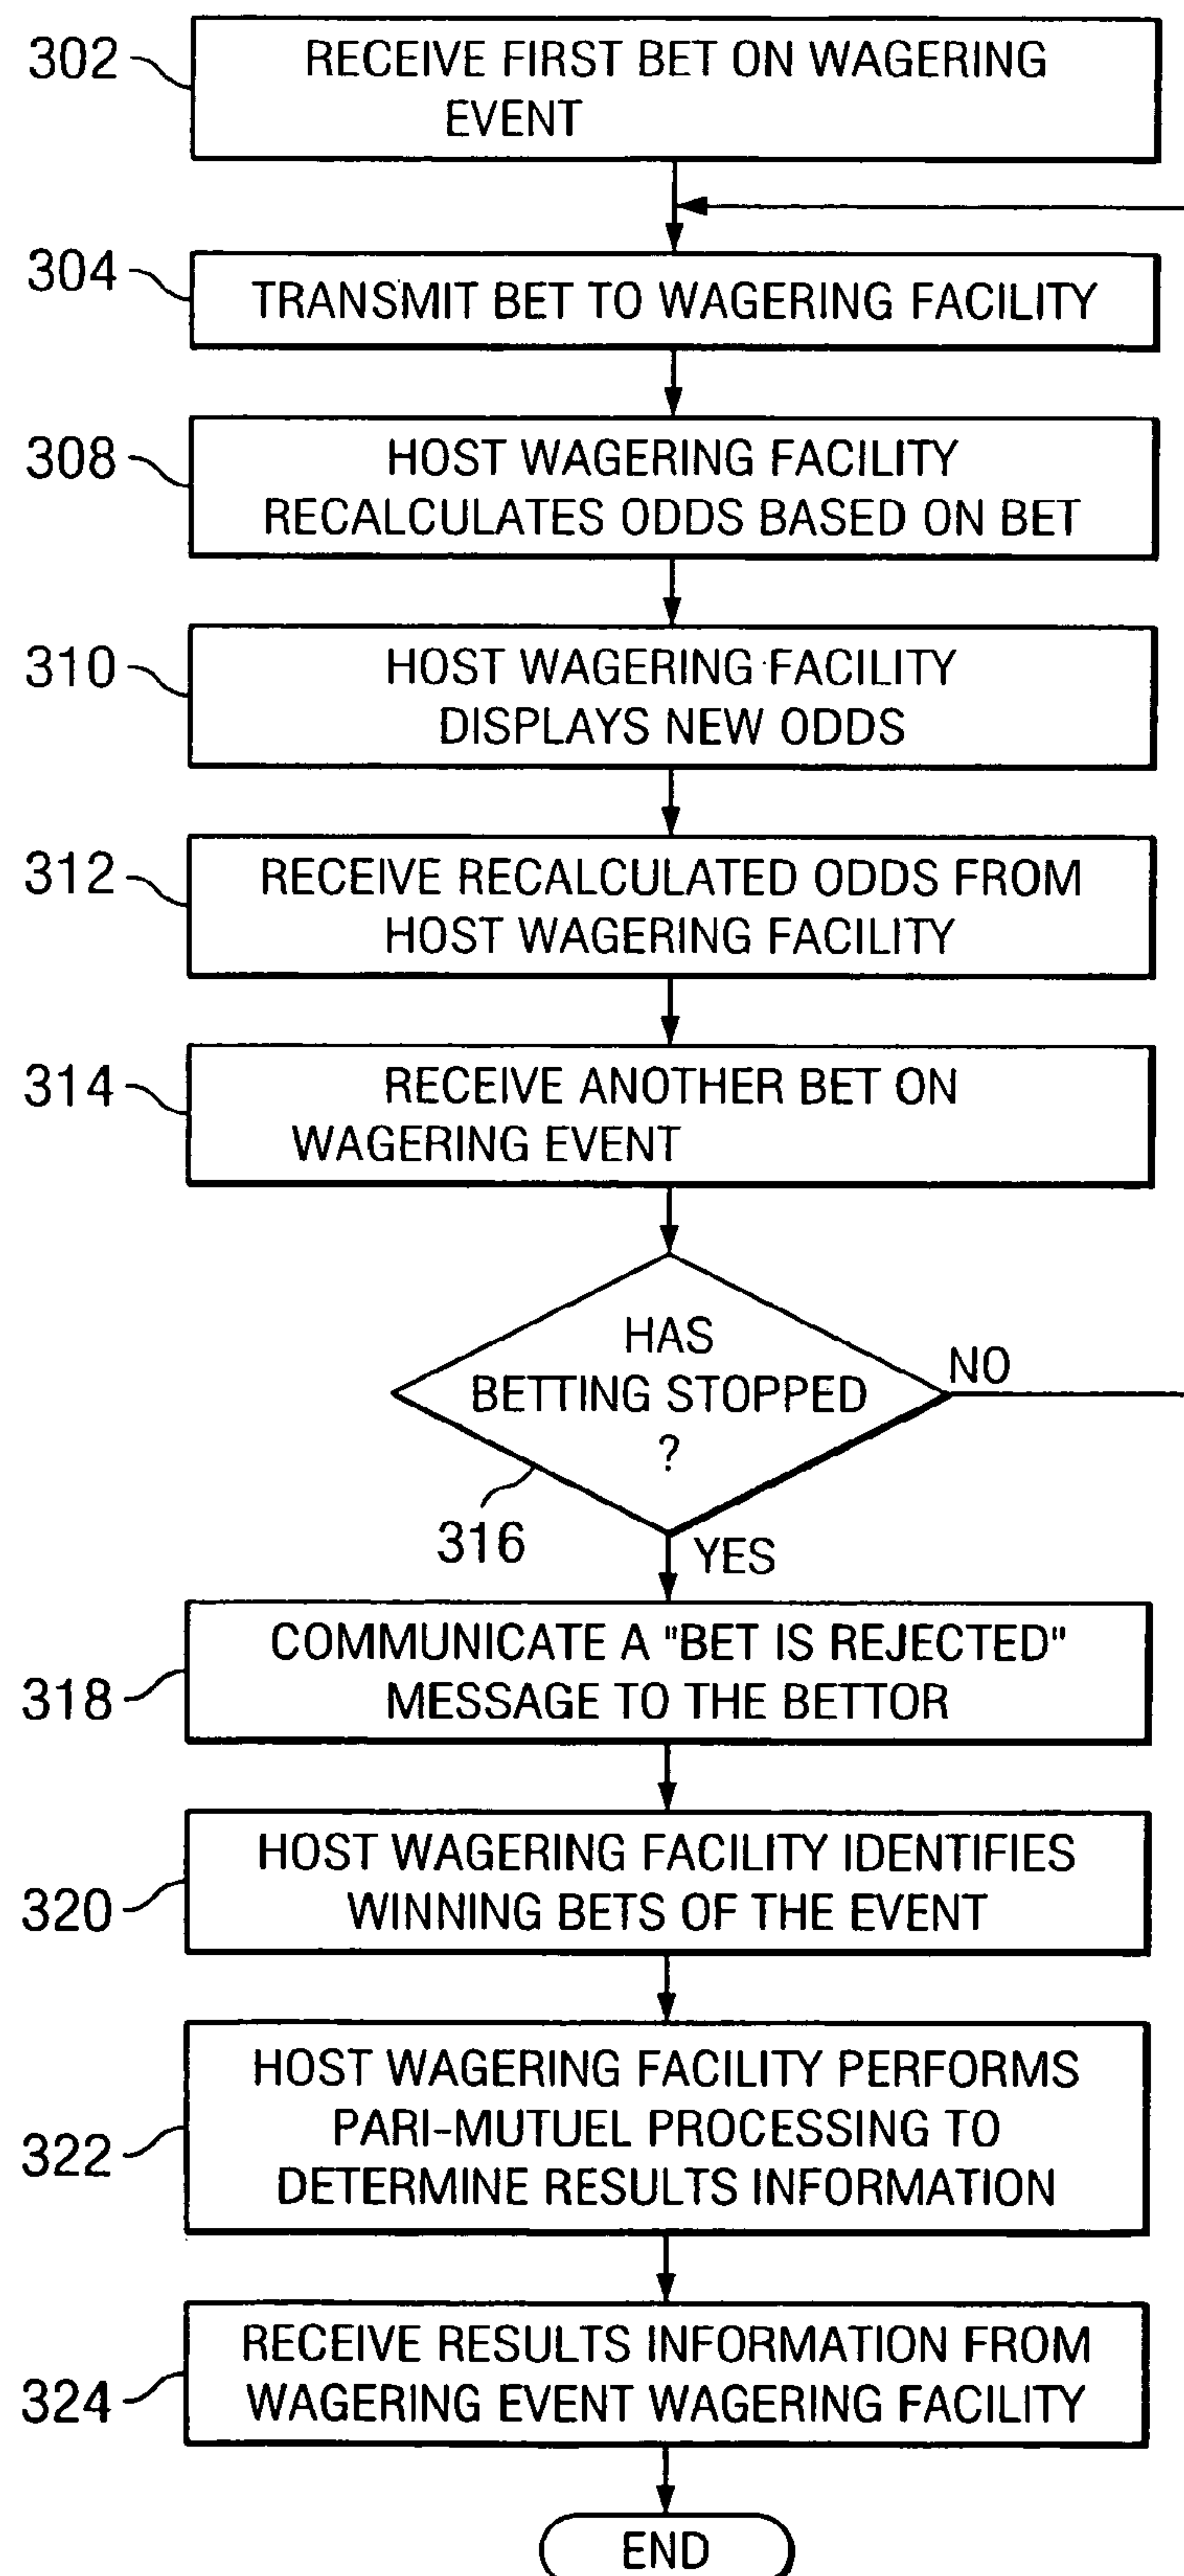 302
RECEIVE FIRST BET ON WAGERING
EVENT
304
TRANSMIT BET TO WAGERING FACILITY
308
HOST WAGERING FACILITY
RECALCULATES ODDS BASED ON BET
310
HOST WAGERING FACILITY
DISPLAYS NEW ODDS
312
RECEIVE RECALCULATED ODDS FROM
HOST WAGERING FACILITY
314
RECEIVE ANOTHER BET ON
WAGERING EVENT
HAS
BETTING STOPPED
?
NO
316
YES
318
COMMUNICATE A "BET IS REJECTED"
MESSAGE TO THE BETTOR
320
HOST WAGERING FACILITY IDENTIFIES
WINNING BETS OF THE EVENT
322
HOST WAGERING FACILITY PERFORMS
PARI-MUTUEL PROCESSING TO
DETERMINE RESULTS INFORMATION
324
RECEIVE RESULTS INFORMATION FROM
WAGERING EVENT WAGERING FACILITY
END